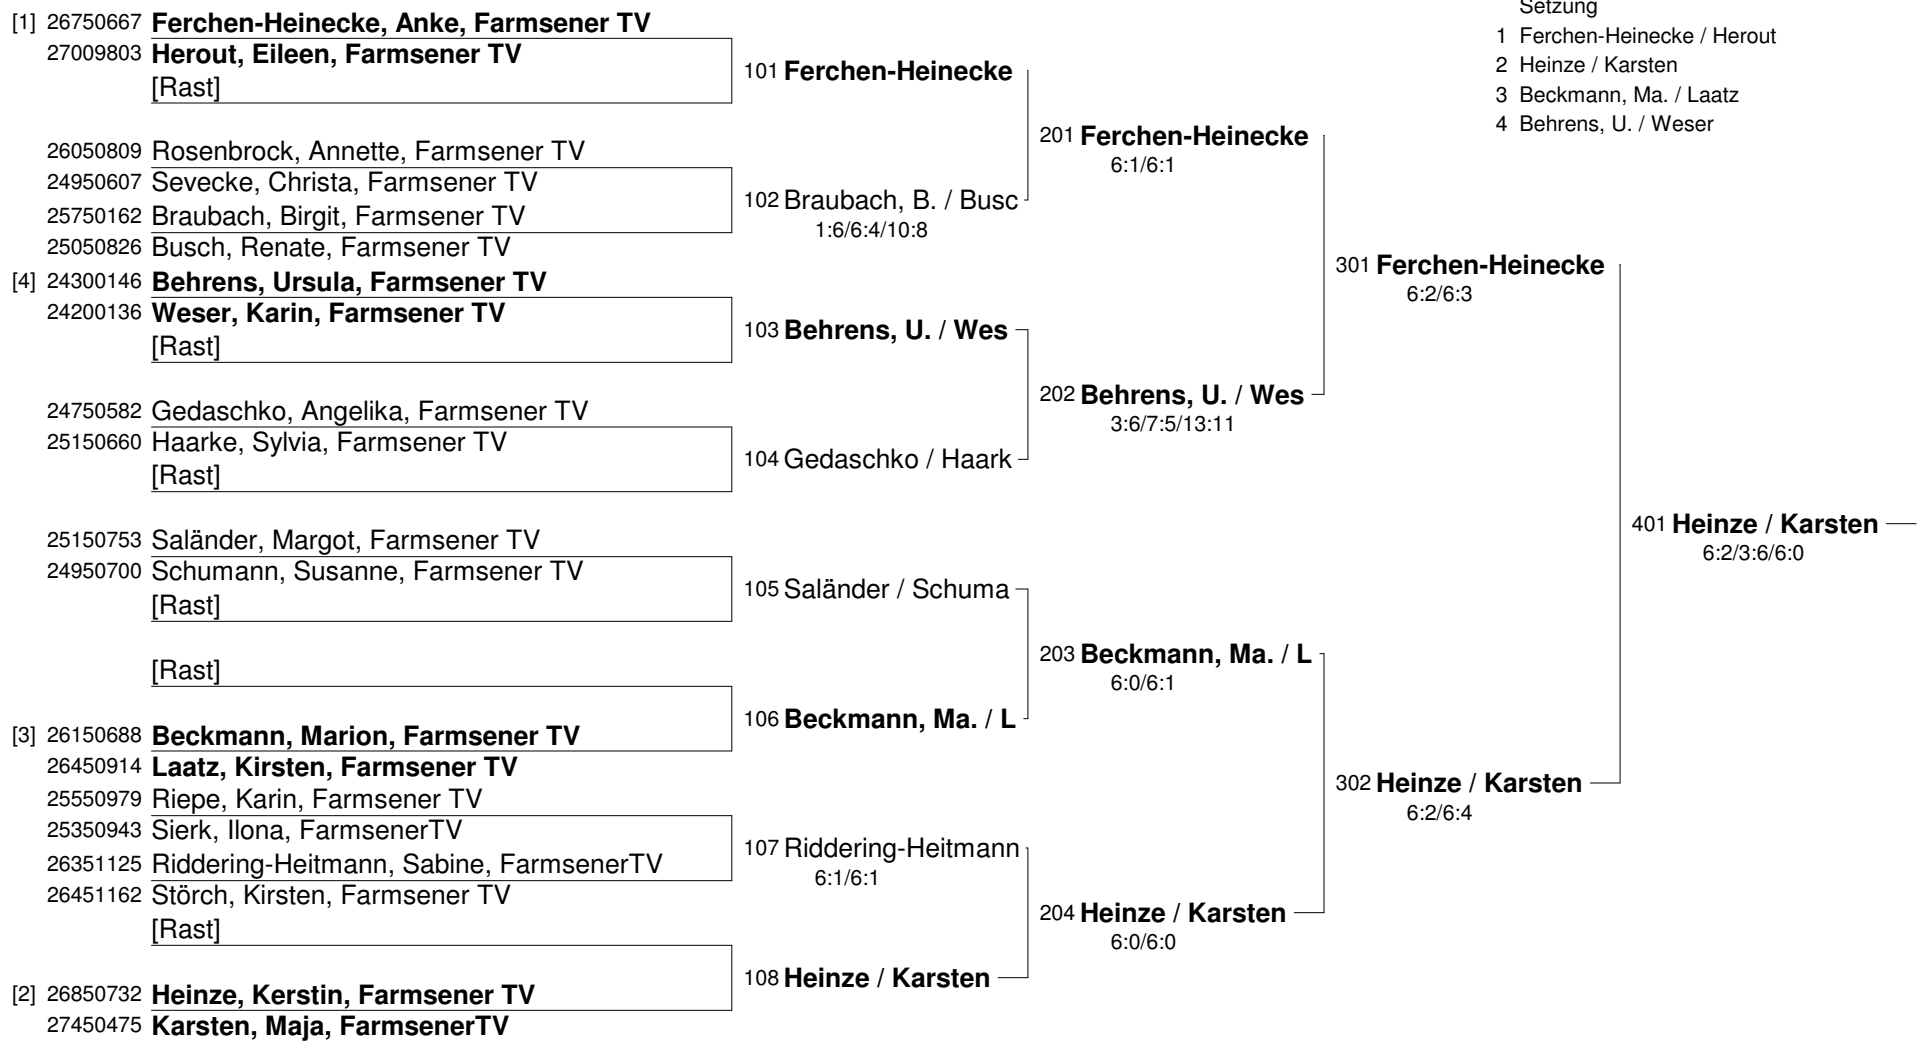 Setzung
1 Ferchen-Heinecke / Herout
2 Heinze / Karsten
3 Beckmann, Ma. / Laatz
4 Behrens, U. / Weser
[1] 26750667 Ferchen-Heinecke, Anke, Farmsener TV
27009803 Herout, Eileen, Farmsener TV
[Rast]
26050809 Rosenbrock, Annette, Farmsener TV
24950607 Sevecke, Christa, Farmsener TV
25750162 Braubach, Birgit, Farmsener TV
25050826 Busch, Renate, Farmsener TV
[4] 24300146 Behrens, Ursula, Farmsener TV
24200136 Weser, Karin, Farmsener TV
[Rast]
24750582 Gedaschko, Angelika, Farmsener TV
25150660 Haarke, Sylvia, Farmsener TV
[Rast]
25150753 Saländer, Margot, Farmsener TV
24950700 Schumann, Susanne, Farmsener TV
[Rast]
[Rast]
[3] 26150688 Beckmann, Marion, Farmsener TV
26450914 Laatz, Kirsten, Farmsener TV
25550979 Riepe, Karin, Farmsener TV
25350943 Sierk, Ilona, FarmsenerTV
26351125 Riddering-Heitmann, Sabine, FarmsenerTV
26451162 Störch, Kirsten, Farmsener TV
[Rast]
[2] 26850732 Heinze, Kerstin, Farmsener TV
27450475 Karsten, Maja, FarmsenerTV
101 Ferchen-Heinecke
102 Braubach, B. / Busc
1:6/6:4/10:8
103 Behrens, U. / Wes
104 Gedaschko / Haark
105 Saländer / Schuma
106 Beckmann, Ma. / L
107 Riddering-Heitmann
6:1/6:1
108 Heinze / Karsten
201 Ferchen-Heinecke
6:1/6:1
202 Behrens, U. / Wes
3:6/7:5/13:11
203 Beckmann, Ma. / L
6:0/6:1
204 Heinze / Karsten
6:0/6:0
301 Ferchen-Heinecke
6:2/6:3
302 Heinze / Karsten
6:2/6:4
401 Heinze / Karsten
6:2/3:6/6:0